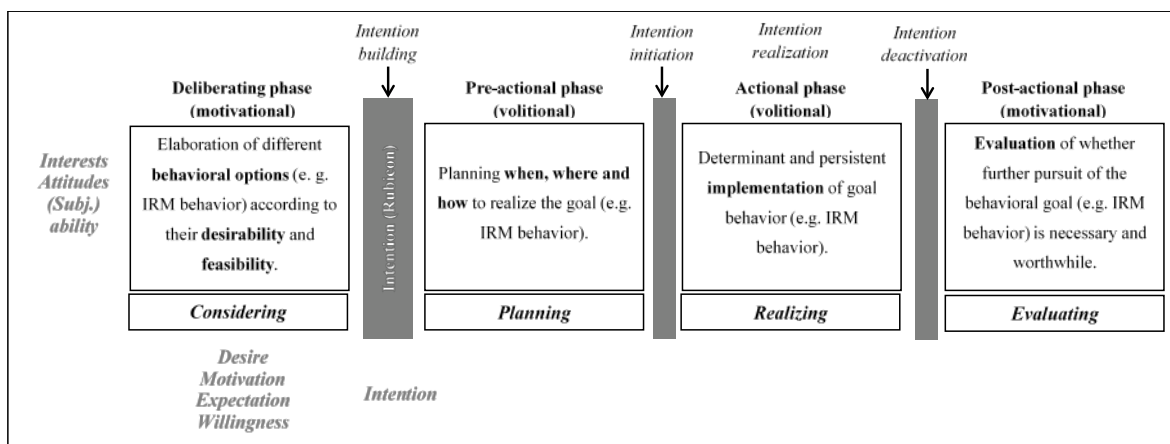 Intention
building
Intention
initiation
Intention
realization
Intention
deactivation
Deliberating phase
(motivational)
Pre-actional phase
(volitional)
Actional phase
(volitional)
Post-actional phase
(motivational)
Interests
Attitudes
(Subj.)
ability
Elaboration of different
behavioral options (e. g.
IRM behavior) according to
their desirability and
feasibility.
Intention (Rubicon)
Planning when, where and
how to realize the goal (e.g.
IRM behavior).
Determinant and persistent
implementation of goal
behavior (e.g. IRM
behavior).
Evaluation of whether
further pursuit of the
behavioral goal (e.g. IRM
behavior) is necessary and
worthwhile.
Considering
Planning
Realizing
Evaluating
Desire
Motivation
Expectation
Willingness
Intention